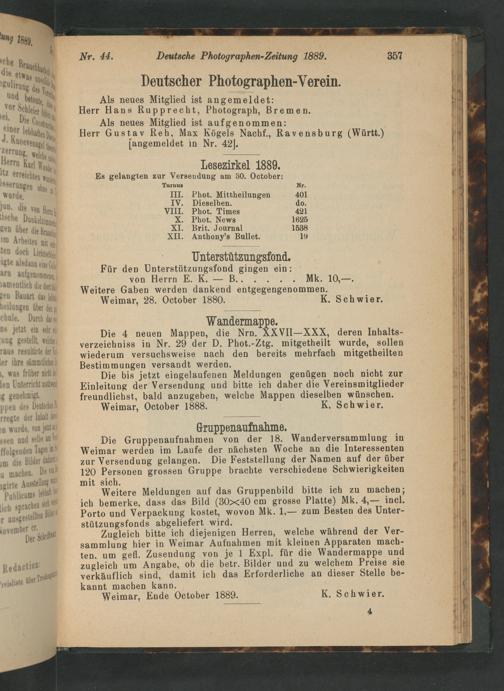 Nr. 44. Deutsche Photographen-Zeitung 1889. 357
Deutscher Photographen-Verein.
Als neues Mitglied ist angemeldet:
Herr Hans Rupprecht, Photograph, Bremen.
Als neues Mitglied ist aufgenommen:
Herr Gustav Reh, Max Kögels Nachf., Ravensburg (Württ.)
[angemeldet in Nr. 42].
Lesezirkel 1889.
Es gelangten zur Versendung am 30. October:
Turnus Nr.
III. Phot. Mittheilungen 401
IV. Dieselben. do.
VIII. Phot. Times 421
X. Phot. News 1625
XI. Brit. Journal 1538
XII. Anthony's Bullet. 19
Unterstützungsfond.
Für den Unterstützungsfond gingen ein:
von Herrn E. K. — B. . . . . . Mk. 10,—.
Weitere Gaben werden dankend entgegengenommen.
Weimar, 28. October 1880. K. Schwier.
Wandermappe.
Die 4 neuen Mappen, die Nrn. XXVII—XXX, deren Inhalts-
verzeichniss in Nr. 29 der D. Phot.-Ztg. mitgetheilt wurde, sollen
wiederum versuchsweise nach den bereits mehrfach mitgetheilten
Bestimmungen versandt werden.
Die bis jetzt eingelaufenen Meldungen genügen noch nicht zur
Einleitung der Versendung und bitte ich daher die Vereinsmitglieder
freundlichst, bald anzugeben, welche Mappen dieselben wünschen.
Weimar, October 1888. K. Schwier.
Gruppenaufnahme.
Die Gruppenaufnahmen von der 18. Wanderversammlung in
Weimar werden im Laufe der nächsten Woche an die Interessenten
zur Versendung gelangen. Die Feststellung der Namen auf der über
120 Personen grossen Gruppe brachte verschiedene Schwierigkeiten
mit sich.
Weitere Meldungen auf das Gruppenbild bitte ich zu machen;
ich bemerke, dass das Bild (30×40 cm grosse Platte) Mk. 4,— incl.
Porto und Verpackung kostet, wovon Mk. 1.— zum Besten des Unter-
stützungsfonds abgeliefert wird.
Zugleich bitte ich diejenigen Herren, welche während der Ver-
sammlung hier in Weimar Aufnahmen mit kleinen Apparaten mach-
ten. um gefl. Zusendung von je 1 Expl. für die Wandermappe und
zugleich um Angabe, ob die betr. Bilder und zu welchem Preise sie
verkäuflich sind, damit ich das Erforderliche an dieser Stelle be-
kannt machen kann.
Weimar, Ende October 1889. K. Schwier.
4